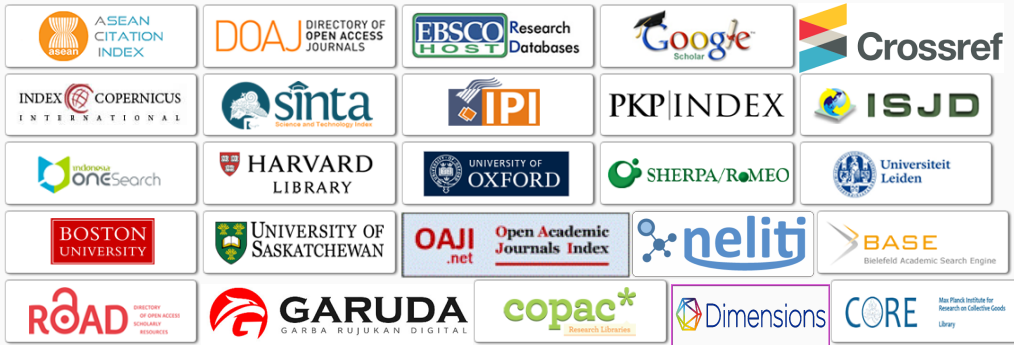 asean
ASEAN
CITATION
INDEX
DOAJ
DIRECTORY OF
OPEN ACCESS
JOURNALS
EBSCO
HOST
Research
Databases
Google
Scholar
Crossref
INDEX COPERNICUS
INTERNATIONAL
sinta
Science and Technology Index
IPI
PKP|INDEX
ISJD
indonesia
OneSearch
HARVARD
LIBRARY
UNIVERSITY OF
OXFORD
SHERPA/RoMEO
Universiteit
Leiden
BOSTON
UNIVERSITY
UNIVERSITY OF
SASKATCHEWAN
OAJI
.net
Open Academic
Journals Index
neliti
BASE
Bielefeld Academic Search Engine
ROAD
DIRECTORY
OF OPEN ACCESS
SCHOLARLY
RESOURCES
GARUDA
GARBA RUJUKAN DIGITAL
copac*
Research Libraries
Dimensions
CORE
Max Planck Institute for
Research on Collective Goods
Library